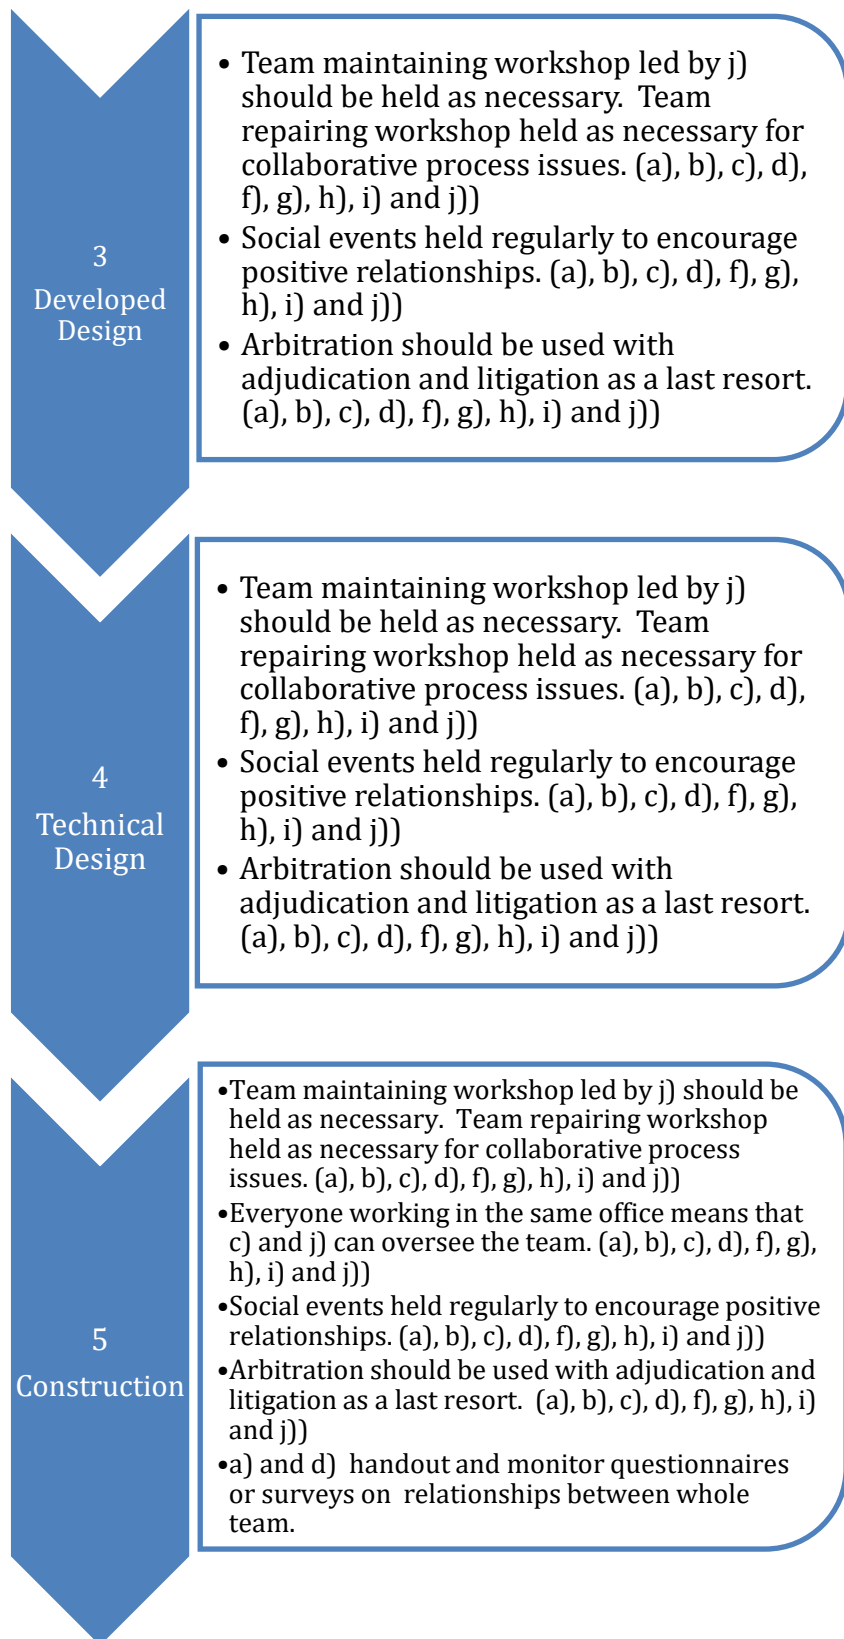 3
Developed
Design
• Team maintaining workshop led by j)
should be held as necessary.  Team
repairing workshop held as necessary for
collaborative process issues. (a), b), c), d),
f), g), h), i) and j))
• Social events held regularly to encourage
positive relationships. (a), b), c), d), f), g),
h), i) and j))
• Arbitration should be used with
adjudication and litigation as a last resort.
(a), b), c), d), f), g), h), i) and j))
4
Technical
Design
• Team maintaining workshop led by j)
should be held as necessary.  Team
repairing workshop held as necessary for
collaborative process issues. (a), b), c), d),
f), g), h), i) and j))
• Social events held regularly to encourage
positive relationships. (a), b), c), d), f), g),
h), i) and j))
• Arbitration should be used with
adjudication and litigation as a last resort.
(a), b), c), d), f), g), h), i) and j))
5
Construction
•Team maintaining workshop led by j) should be
held as necessary.  Team repairing workshop
held as necessary for collaborative process
issues. (a), b), c), d), f), g), h), i) and j))
•Everyone working in the same office means that
c) and j) can oversee the team. (a), b), c), d), f), g),
h), i) and j))
•Social events held regularly to encourage positive
relationships. (a), b), c), d), f), g), h), i) and j))
•Arbitration should be used with adjudication and
litigation as a last resort.  (a), b), c), d), f), g), h), i)
and j))
•a) and d)  handout and monitor questionnaires
or surveys on  relationships between whole
team.